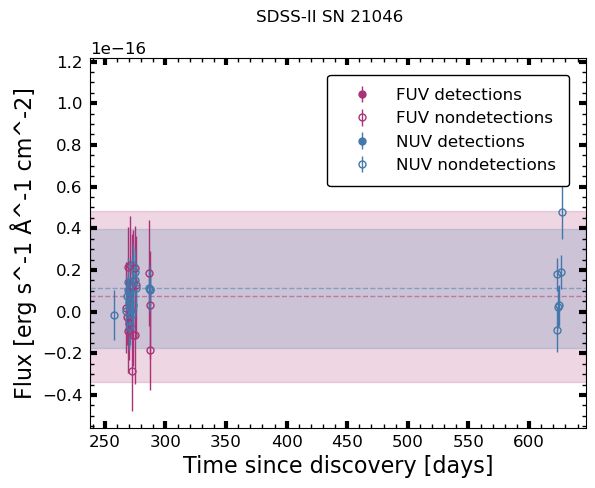 SDSS-II SN 21046
1e−16
1.2
1.0
0.8
0.6
0.4
0.2
0.0
−0.2
−0.4
Flux [erg s^-1 Å^-1 cm^-2]
FUV detections
FUV nondetections
NUV detections
NUV nondetections
250 300 350 400 450 500 550 600
Time since discovery [days]